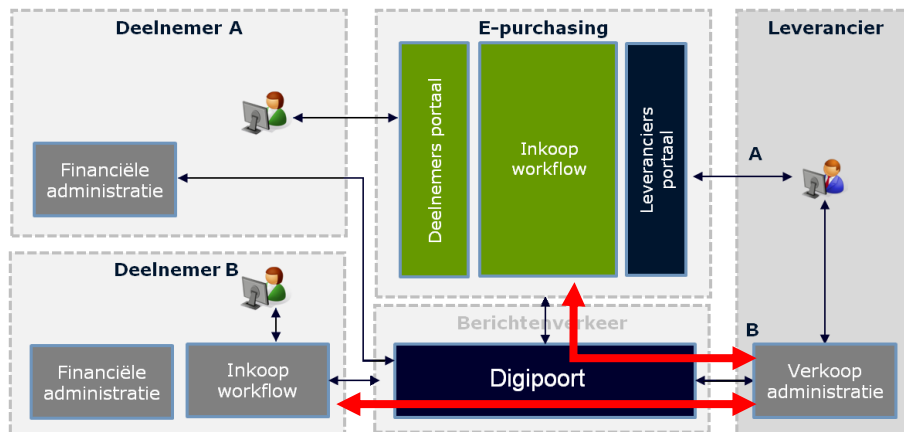 Deelnemer A
Financiële
administratie
E-purchasing
Deelnemers portaal
Inkoop
workflow
Leveranciers
portaal
Leverancier
A
Deelnemer B
Financiële
administratie
Inkoop
workflow
Berichtenverkeer
Digipoort
B
Verkoop
administratie